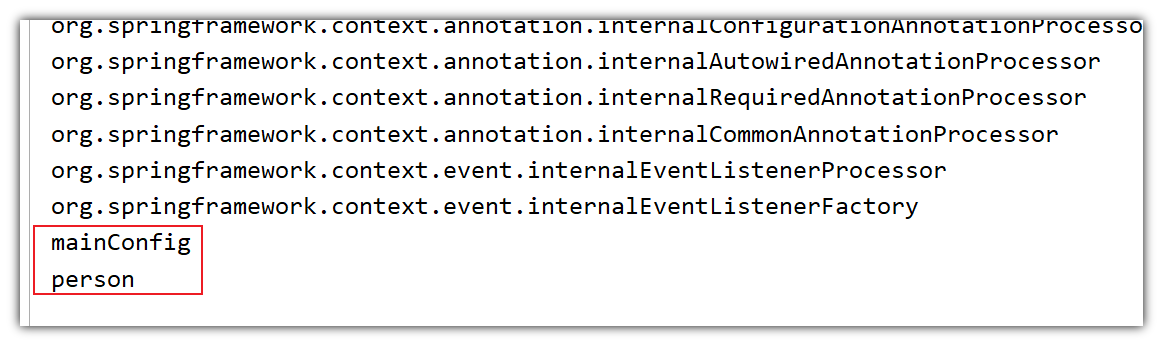 org.springframework.context.annotation.internalConfigurationAnnotationProcesso
org.springframework.context.annotation.internalAutowiredAnnotationProcessor
org.springframework.context.annotation.internalRequiredAnnotationProcessor
org.springframework.context.annotation.internalCommonAnnotationProcessor
org.springframework.context.event.internalEventListenerProcessor
org.springframework.context.event.internalEventListenerFactory
mainConfig
person